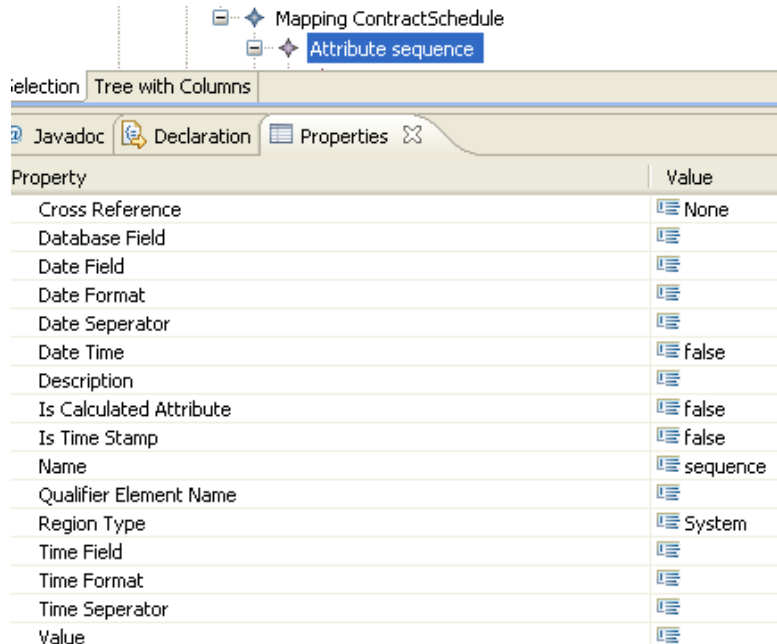 Mapping ContractSchedule
Attribute sequence
Selection Tree with Columns
@ Javadoc Declaration Properties
Property Value
Cross Reference None
Database Field
Date Field
Date Format
Date Seperator
Date Time false
Description
Is Calculated Attribute false
Is Time Stamp false
Name sequence
Qualifier Element Name
Region Type System
Time Field
Time Format
Time Seperator
Value